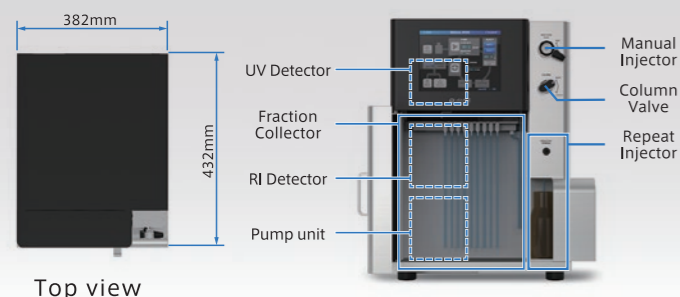 382mm
432mm
Top view
UV Detector
Fraction
Collector
RI Detector
Pump unit
Manual
Injector
Column
Valve
Repeat
Injector